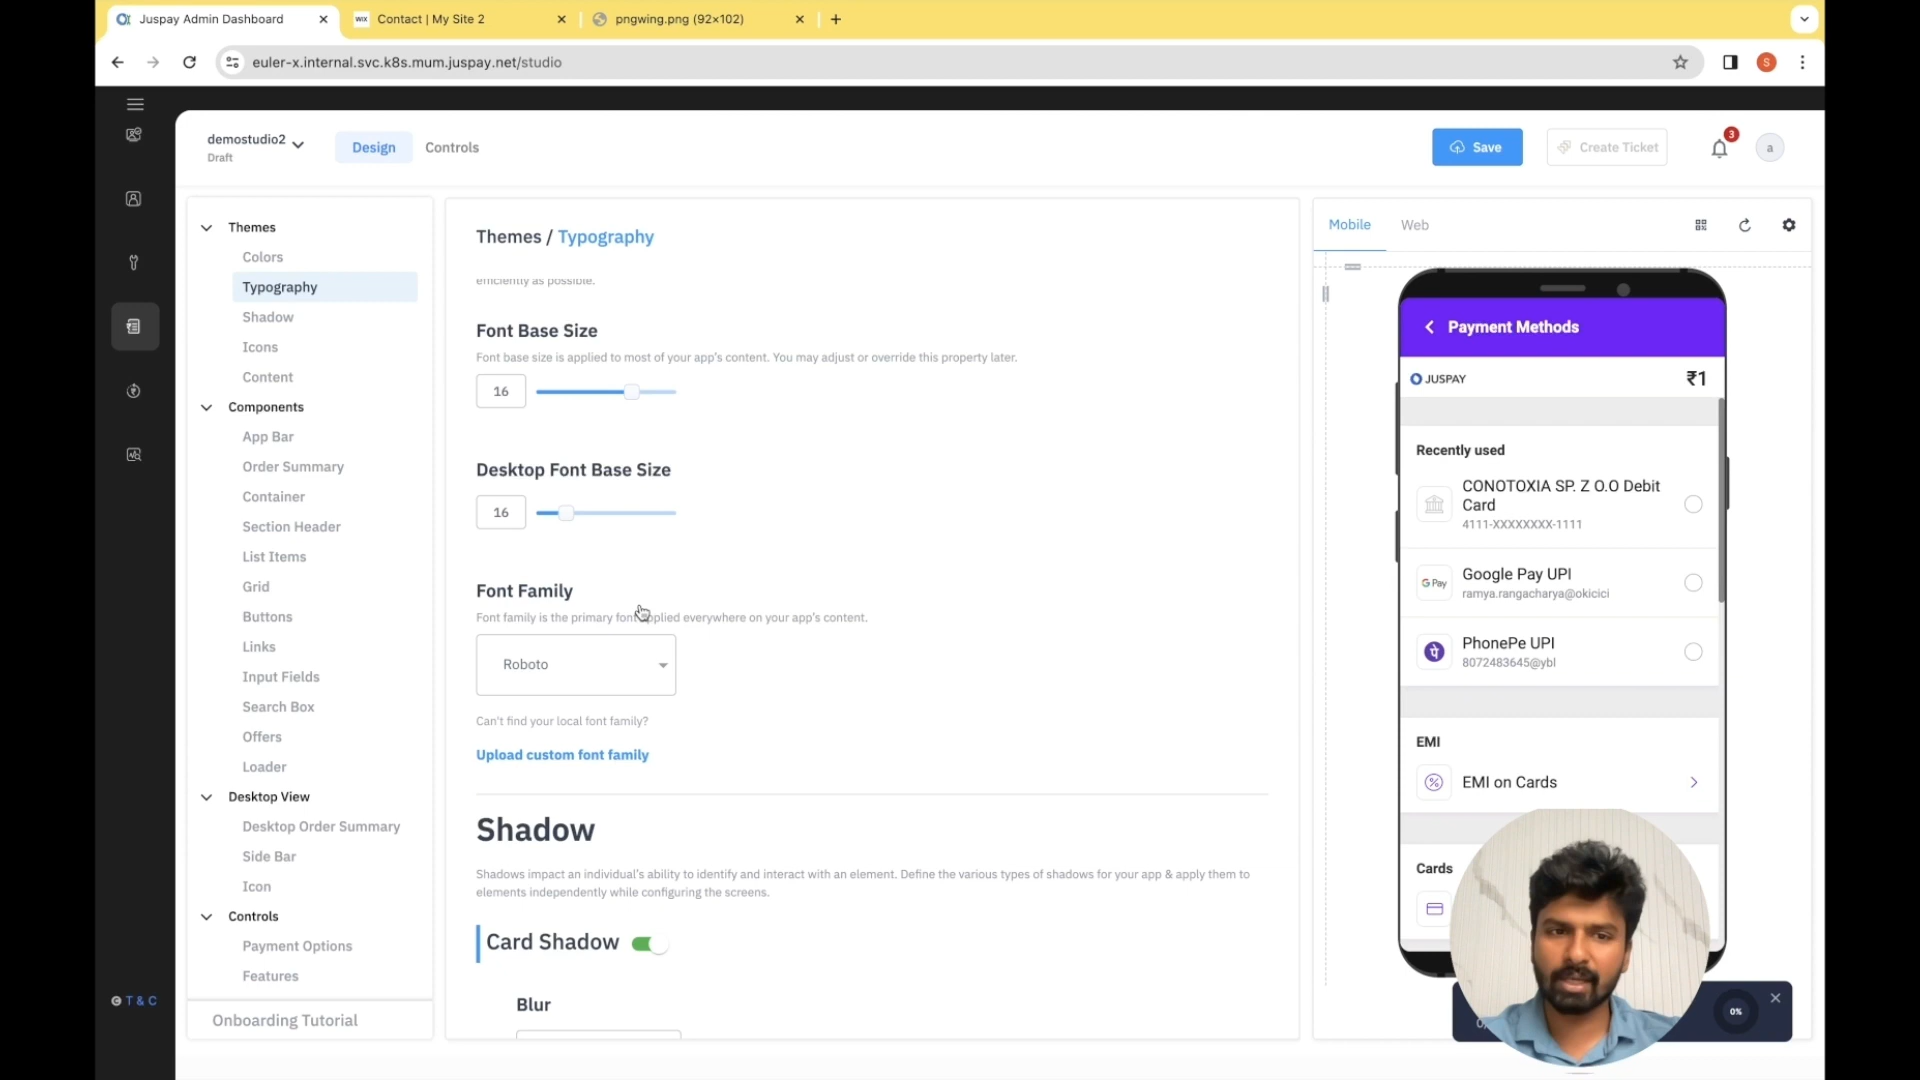 Juspay Admin Dashboard
WIX Contact | My Site 2
pngwing.png (92×102)
euler-x.internal.svc.k8s.mum.juspay.net/studio
S
demostudio2
Draft
Design
Controls
Save
Create Ticket
3
a
Themes
Colors
Typography
Shadow
Icons
Content
Components
App Bar
Order Summary
Container
Section Header
List Items
Grid
Buttons
Links
Input Fields
Search Box
Offers
Loader
Desktop View
Desktop Order Summary
Side Bar
Icon
Controls
Payment Options
Features
Onboarding Tutorial
T & C
Themes / Typography
efficiently as possible.
Font Base Size
Font base size is applied to most of your app's content. You may adjust or override this property later.
16
Desktop Font Base Size
16
Font Family
Font family is the primary font applied everywhere on your app's content.
Roboto
Can't find your local font family?
Upload custom font family
Shadow
Shadows impact an individual's ability to identify and interact with an element. Define the various types of shadows for your app & apply them to
elements independently while configuring the screens.
Card Shadow
Blur
Mobile
Web
Payment Methods
JUSPAY
₹1
Recently used
CONOTOXIA SP. Z O.O Debit
Card
4111-XXXXXXXX-1111
G Pay
Google Pay UPI
ramya.rangacharya@okicici
पे
PhonePe UPI
8072483645@ybl
EMI
EMI on Cards
Cards
0%